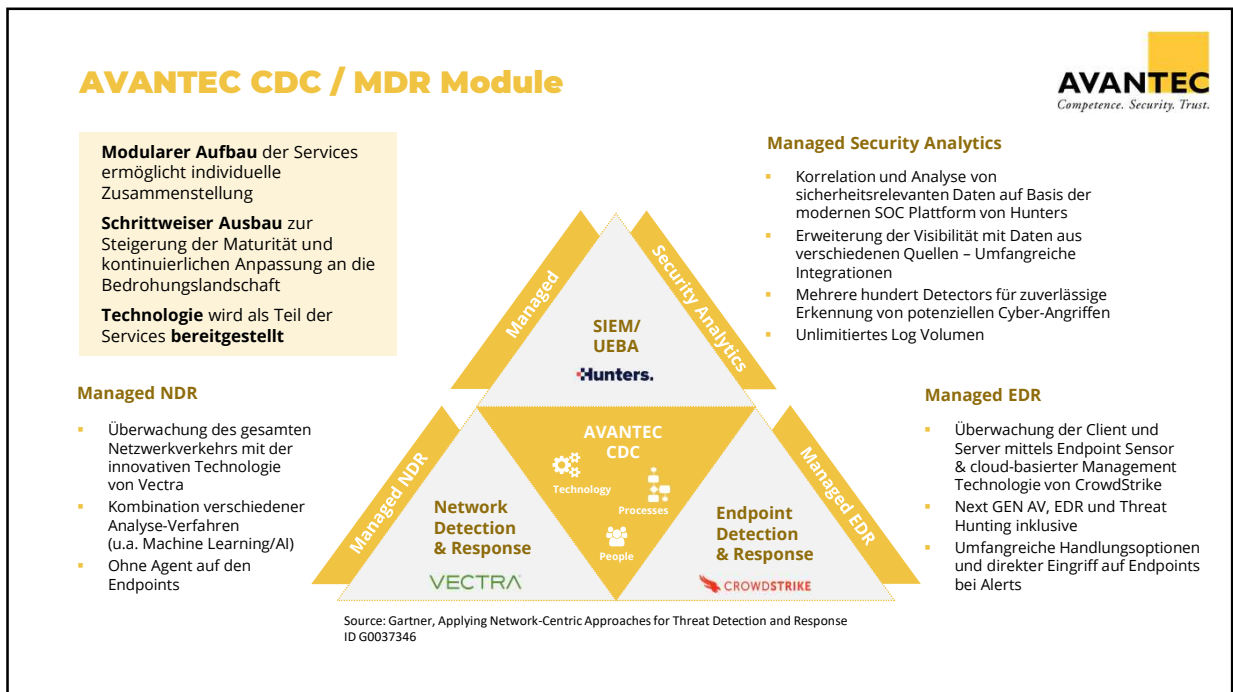 AVANTEC CDC / MDR Module
AVANTEC
Competence. Security. Trust.
Modularer Aufbau der Services
ermöglicht individuelle
Zusammenstellung
Schrittweiser Ausbau zur
Steigerung der Maturität und
kontinuierlichen Anpassung an die
Bedrohungslandschaft
Technologie wird als Teil der
Services bereitgestellt
Managed Security Analytics
▪ Korrelation und Analyse von
sicherheitsrelevanten Daten auf Basis der
modernen SOC Plattform von Hunters
▪ Erweiterung der Visibilität mit Daten aus
verschiedenen Quellen – Umfangreiche
Integrationen
▪ Mehrere hundert Detectors für zuverlässige
Erkennung von potenziellen Cyber-Angriffen
▪ Unlimitiertes Log Volumen
Managed NDR
▪ Überwachung des gesamten
Netzwerkverkehrs mit der
innovativen Technologie
von Vectra
▪ Kombination verschiedener
Analyse-Verfahren
(u.a. Machine Learning/AI)
▪ Ohne Agent auf den
Endpoints
Managed
Security Analytics
SIEM/
UEBA
Hunters.
Managed NDR
Network
Detection
& Response
VECTRA
AVANTEC
CDC
Technology
Processes
People
Managed EDR
Endpoint
Detection
& Response
CROWDSTRIKE
Managed EDR
▪ Überwachung der Client und
Server mittels Endpoint Sensor
& cloud-basierter Management
Technologie von CrowdStrike
▪ Next GEN AV, EDR und Threat
Hunting inklusive
▪ Umfangreiche Handlungsoptionen
und direkter Eingriff auf Endpoints
bei Alerts
Source: Gartner, Applying Network-Centric Approaches for Threat Detection and Response
ID G0037346